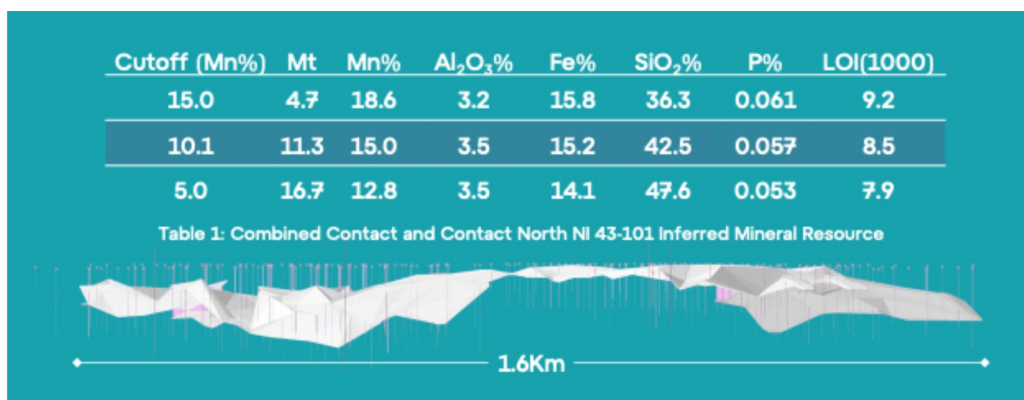 Cutoff (Mn%) Mt Mn% Al₂O₃% Fe% SiO₂% P% LOI(1000)
15.0 4.7 18.6 3.2 15.8 36.3 0.061 9.2
10.1 11.3 15.0 3.5 15.2 42.5 0.057 8.5
5.0 16.7 12.8 3.5 14.1 47.6 0.053 7.9
Table 1: Combined Contact and Contact North NI 43-101 Inferred Mineral Resource
1.6Km